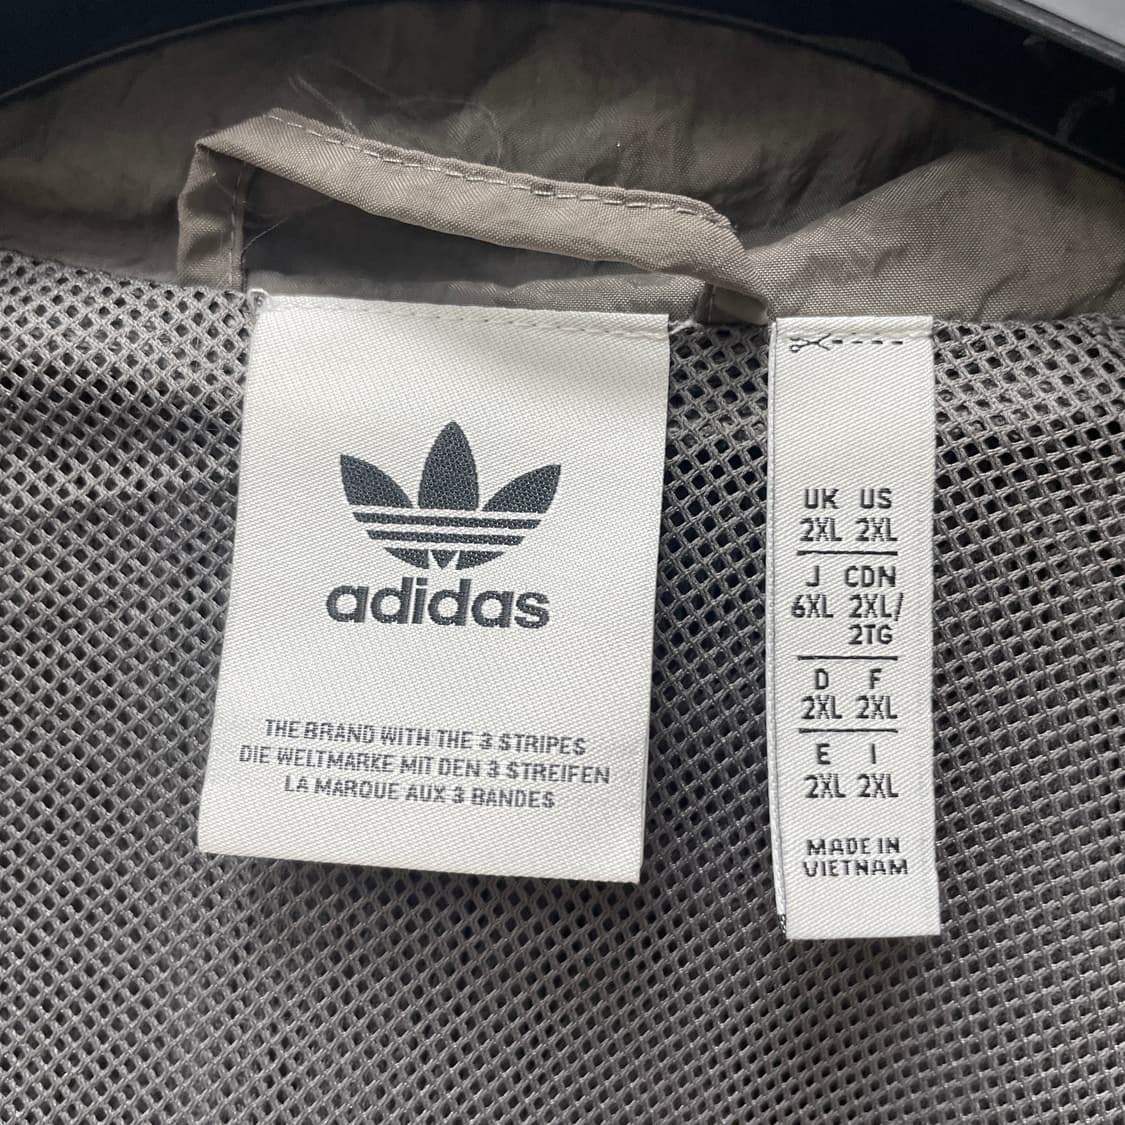 adidas
THE BRAND WITH THE 3 STRIPES
DIE WELTMARKE MIT DEN 3 STREIFEN
LA MARQUE AUX 3 BANDES
UK US
2XL 2XL
J CDN
6XL 2XL/
2TG
D F
2XL 2XL
E I
2XL 2XL
MADE IN
VIETNAM